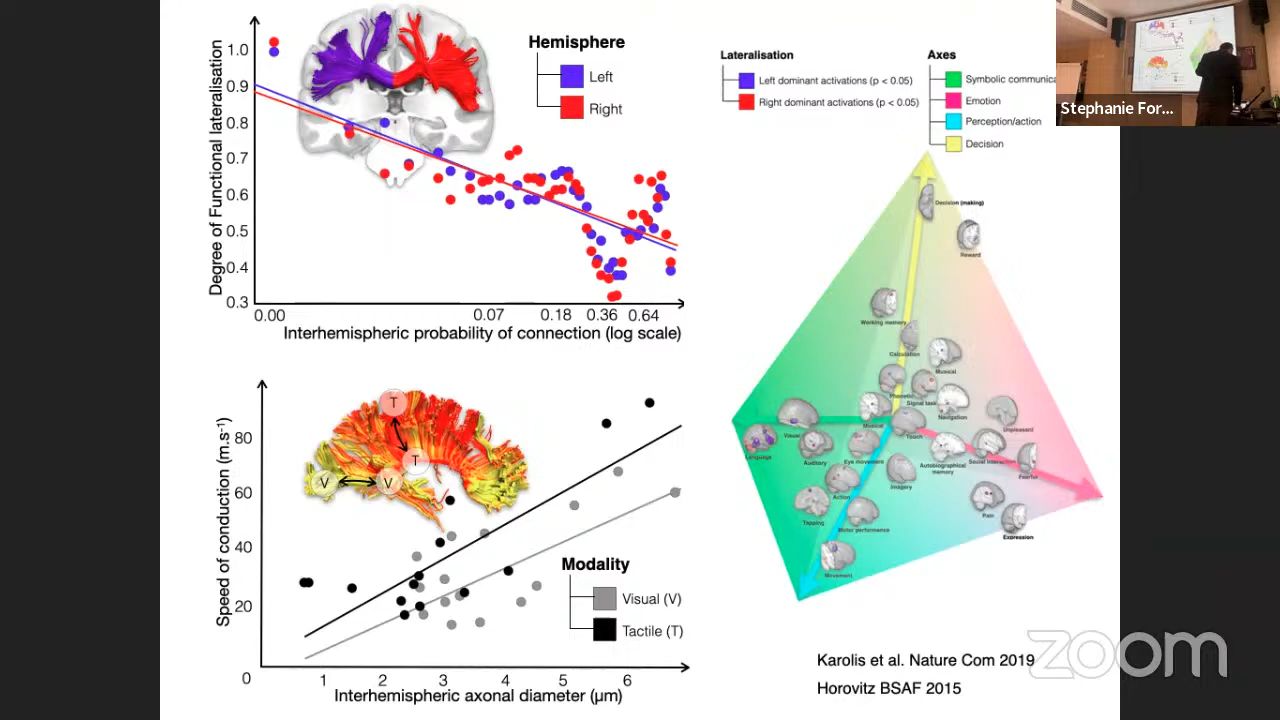 Hemisphere
Left
Right
Degree of Functional lateralisation
1.0
0.9
0.8
0.7
0.6
0.5
0.4
0.3
0.00
0.07
0.18
0.36
0.64
Interhemispheric probability of connection (log scale)
Lateralisation
Left dominant activations (p < 0.05)
Right dominant activations (p < 0.05)
Axes
Symbolic communica
Emotion
Perception/action
Decision
Stephanie For...
Decision (making)
Reward
Working memory
Calculation
Musical
Phonetic
Signal task
Navigation
Musical
Touch
Unpleasant
Visual
Language
Auditory
Eye movement
Autobiographical
memory
Social interaction
Fearful
Imagery
Action
Pain
Tapping
Motor performance
Expression
Movement
Speed of conduction (m.s⁻¹)
80
60
40
20
0
1
2
3
4
5
6
T
T
V
V
Modality
Visual (V)
Tactile (T)
Interhemispheric axonal diameter (µm)
Karolis et al. Nature Com 2019
Horovitz BSAF 2015
zoom